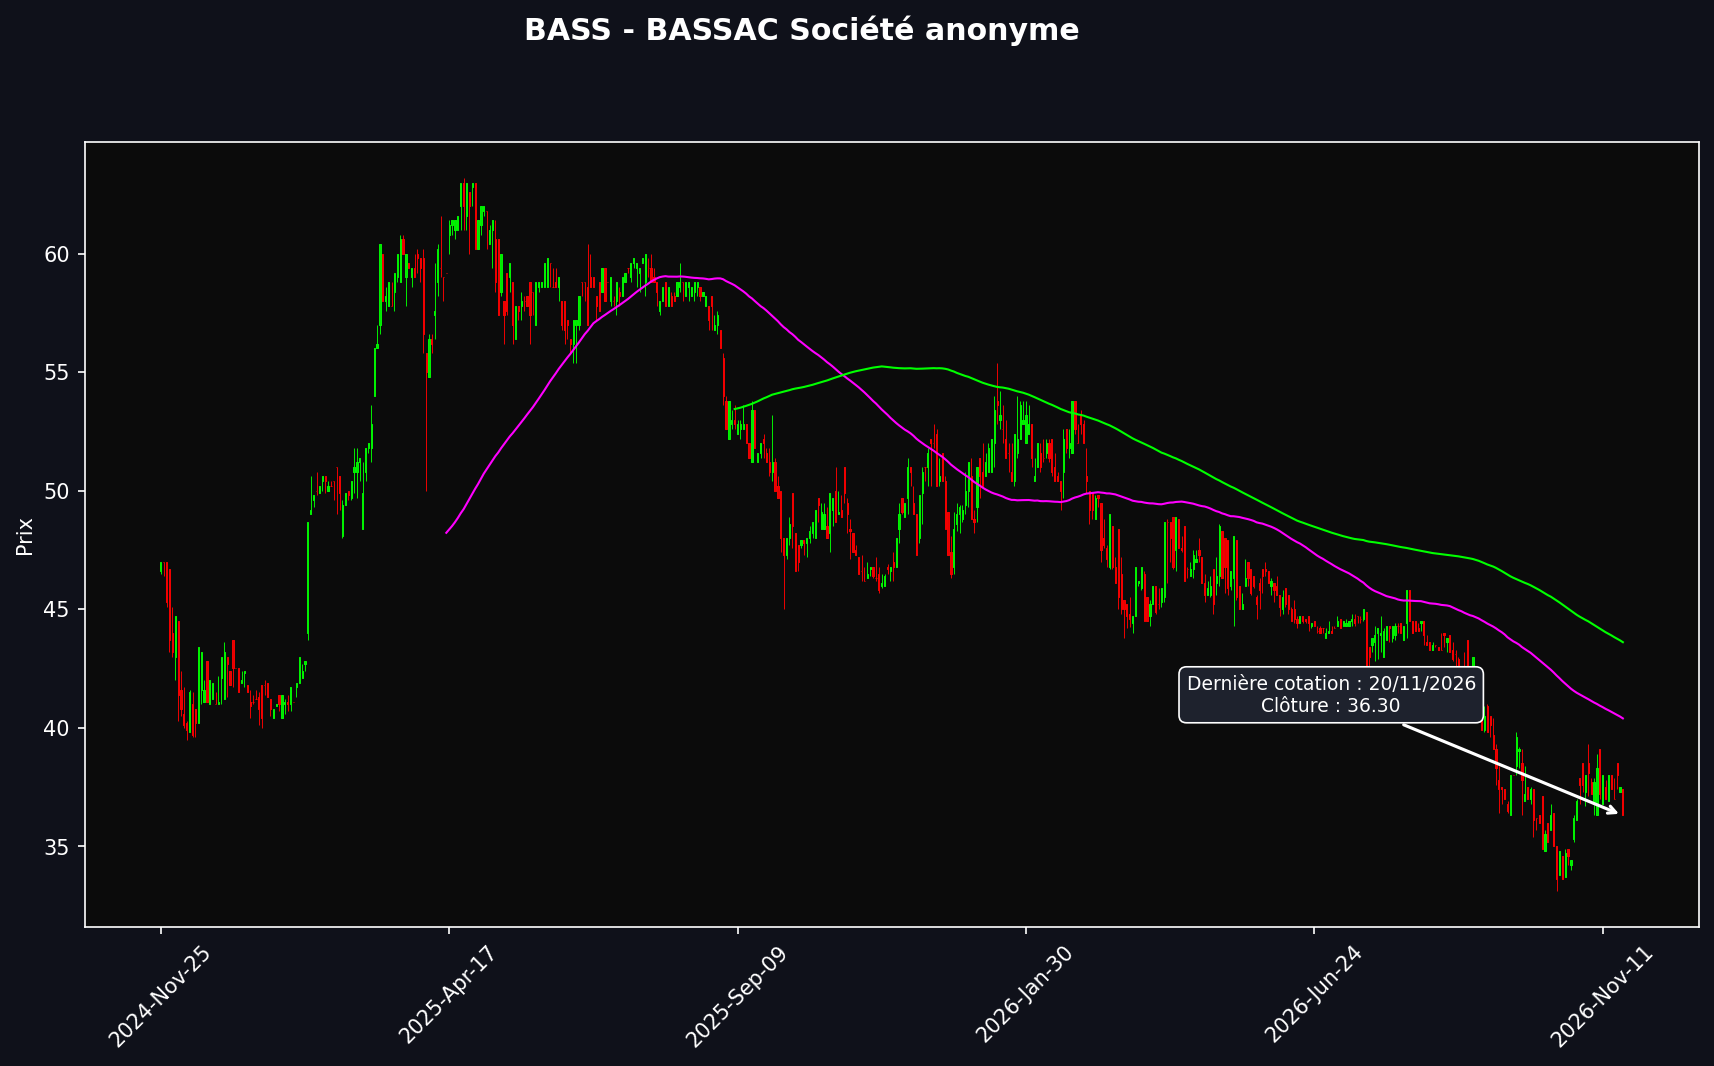 BASS - BASSAC Société anonyme
Prix
60
55
50
45
40
35
Dernière cotation : 20/11/2026
Clôture : 36.30
2024-Nov-25
2025-Apr-17
2025-Sep-09
2026-Jan-30
2026-Jun-24
2026-Nov-11